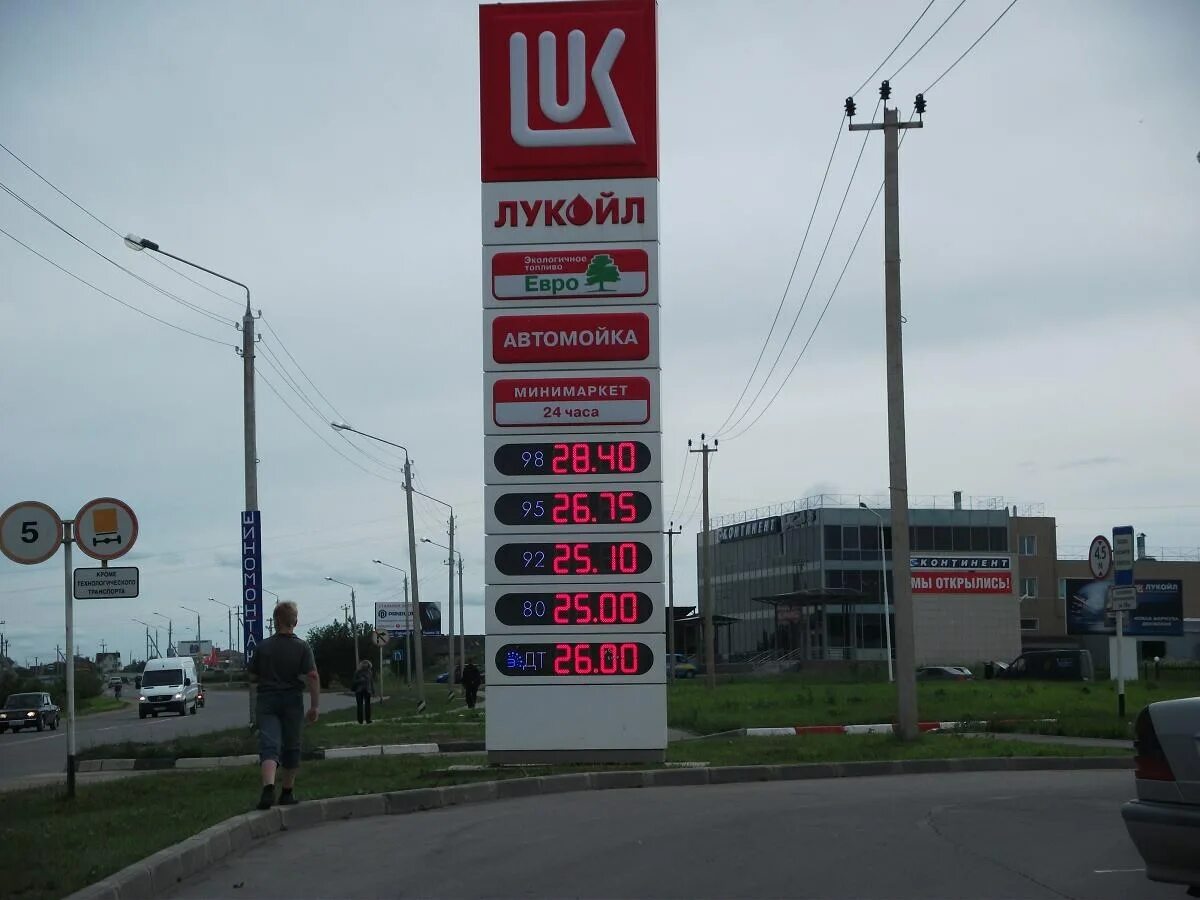 LUK
ЛУКОЙЛ
Экологичное
топливо
Евро
АВТОМОЙКА
МИНИМАРКЕТ
24 часа
98 28.40
95 26.75
92 25.10
80 25.00
ДТ 26.00
5
КРОМЕ
ТЕХНОЛОГИЧЕСКОГО
ТРАНСПОРТА
ШИНОМОНТАЖ
КОНТИНЕНТ
КОНТИНЕНТ
МЫ ОТКРЫЛИСЬ
4,5
ЛУКОЙЛ